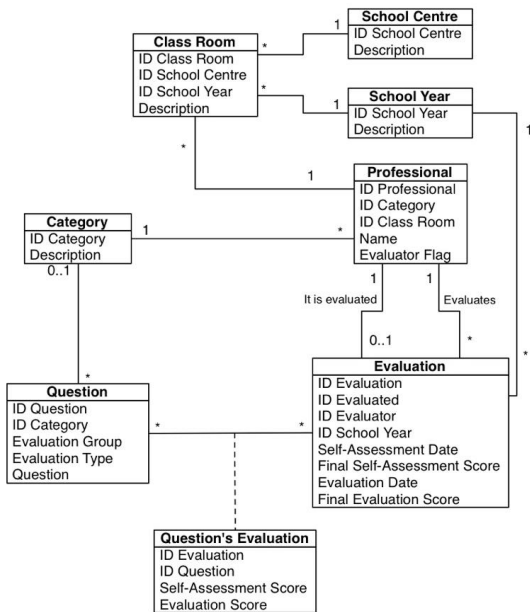 School Centre
ID School Centre
Description
1
*
Class Room
ID Class Room
ID School Centre
ID School Year
Description
*
1
School Year
ID School Year
Description
1
*
1
Professional
ID Professional
ID Category
ID Class Room
Name
Evaluator Flag
Category
ID Category
Description
1
*
0..1
1
1
It is evaluated
Evaluates
0..1
*
*
*
Question
ID Question
ID Category
Evaluation Group
Evaluation Type
Question
*
*
Evaluation
ID Evaluation
ID Evaluated
ID Evaluator
ID School Year
Self-Assessment Date
Final Self-Assessment Score
Evaluation Date
Final Evaluation Score
Question's Evaluation
ID Evaluation
ID Question
Self-Assessment Score
Evaluation Score